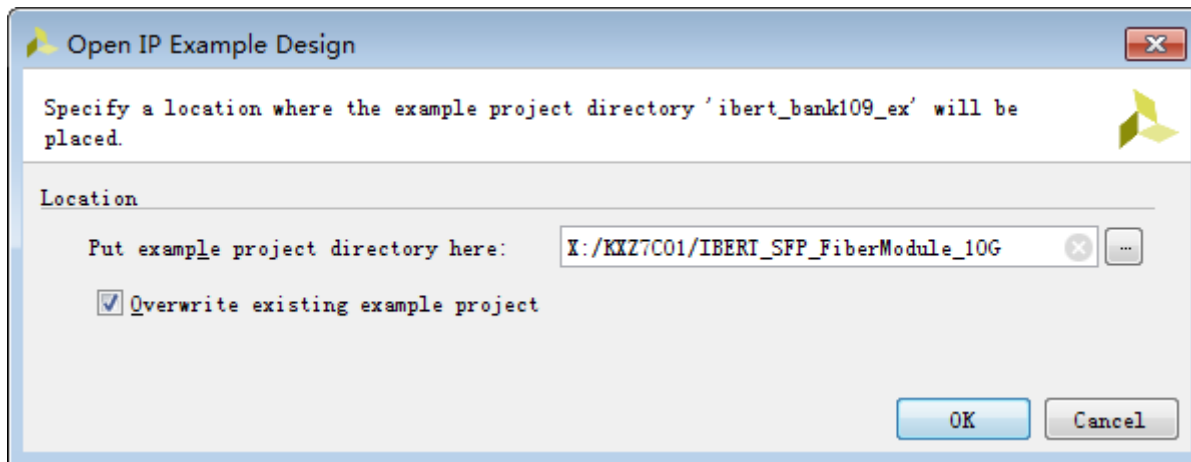 Open IP Example Design
Specify a location where the example project directory 'ibert_bank109_ex' will be
placed.
Location
Put example project directory here: X:/KXZ7C01/IBERT_SFP_FiberModule_10G ...
Overwrite existing example project
OK Cancel